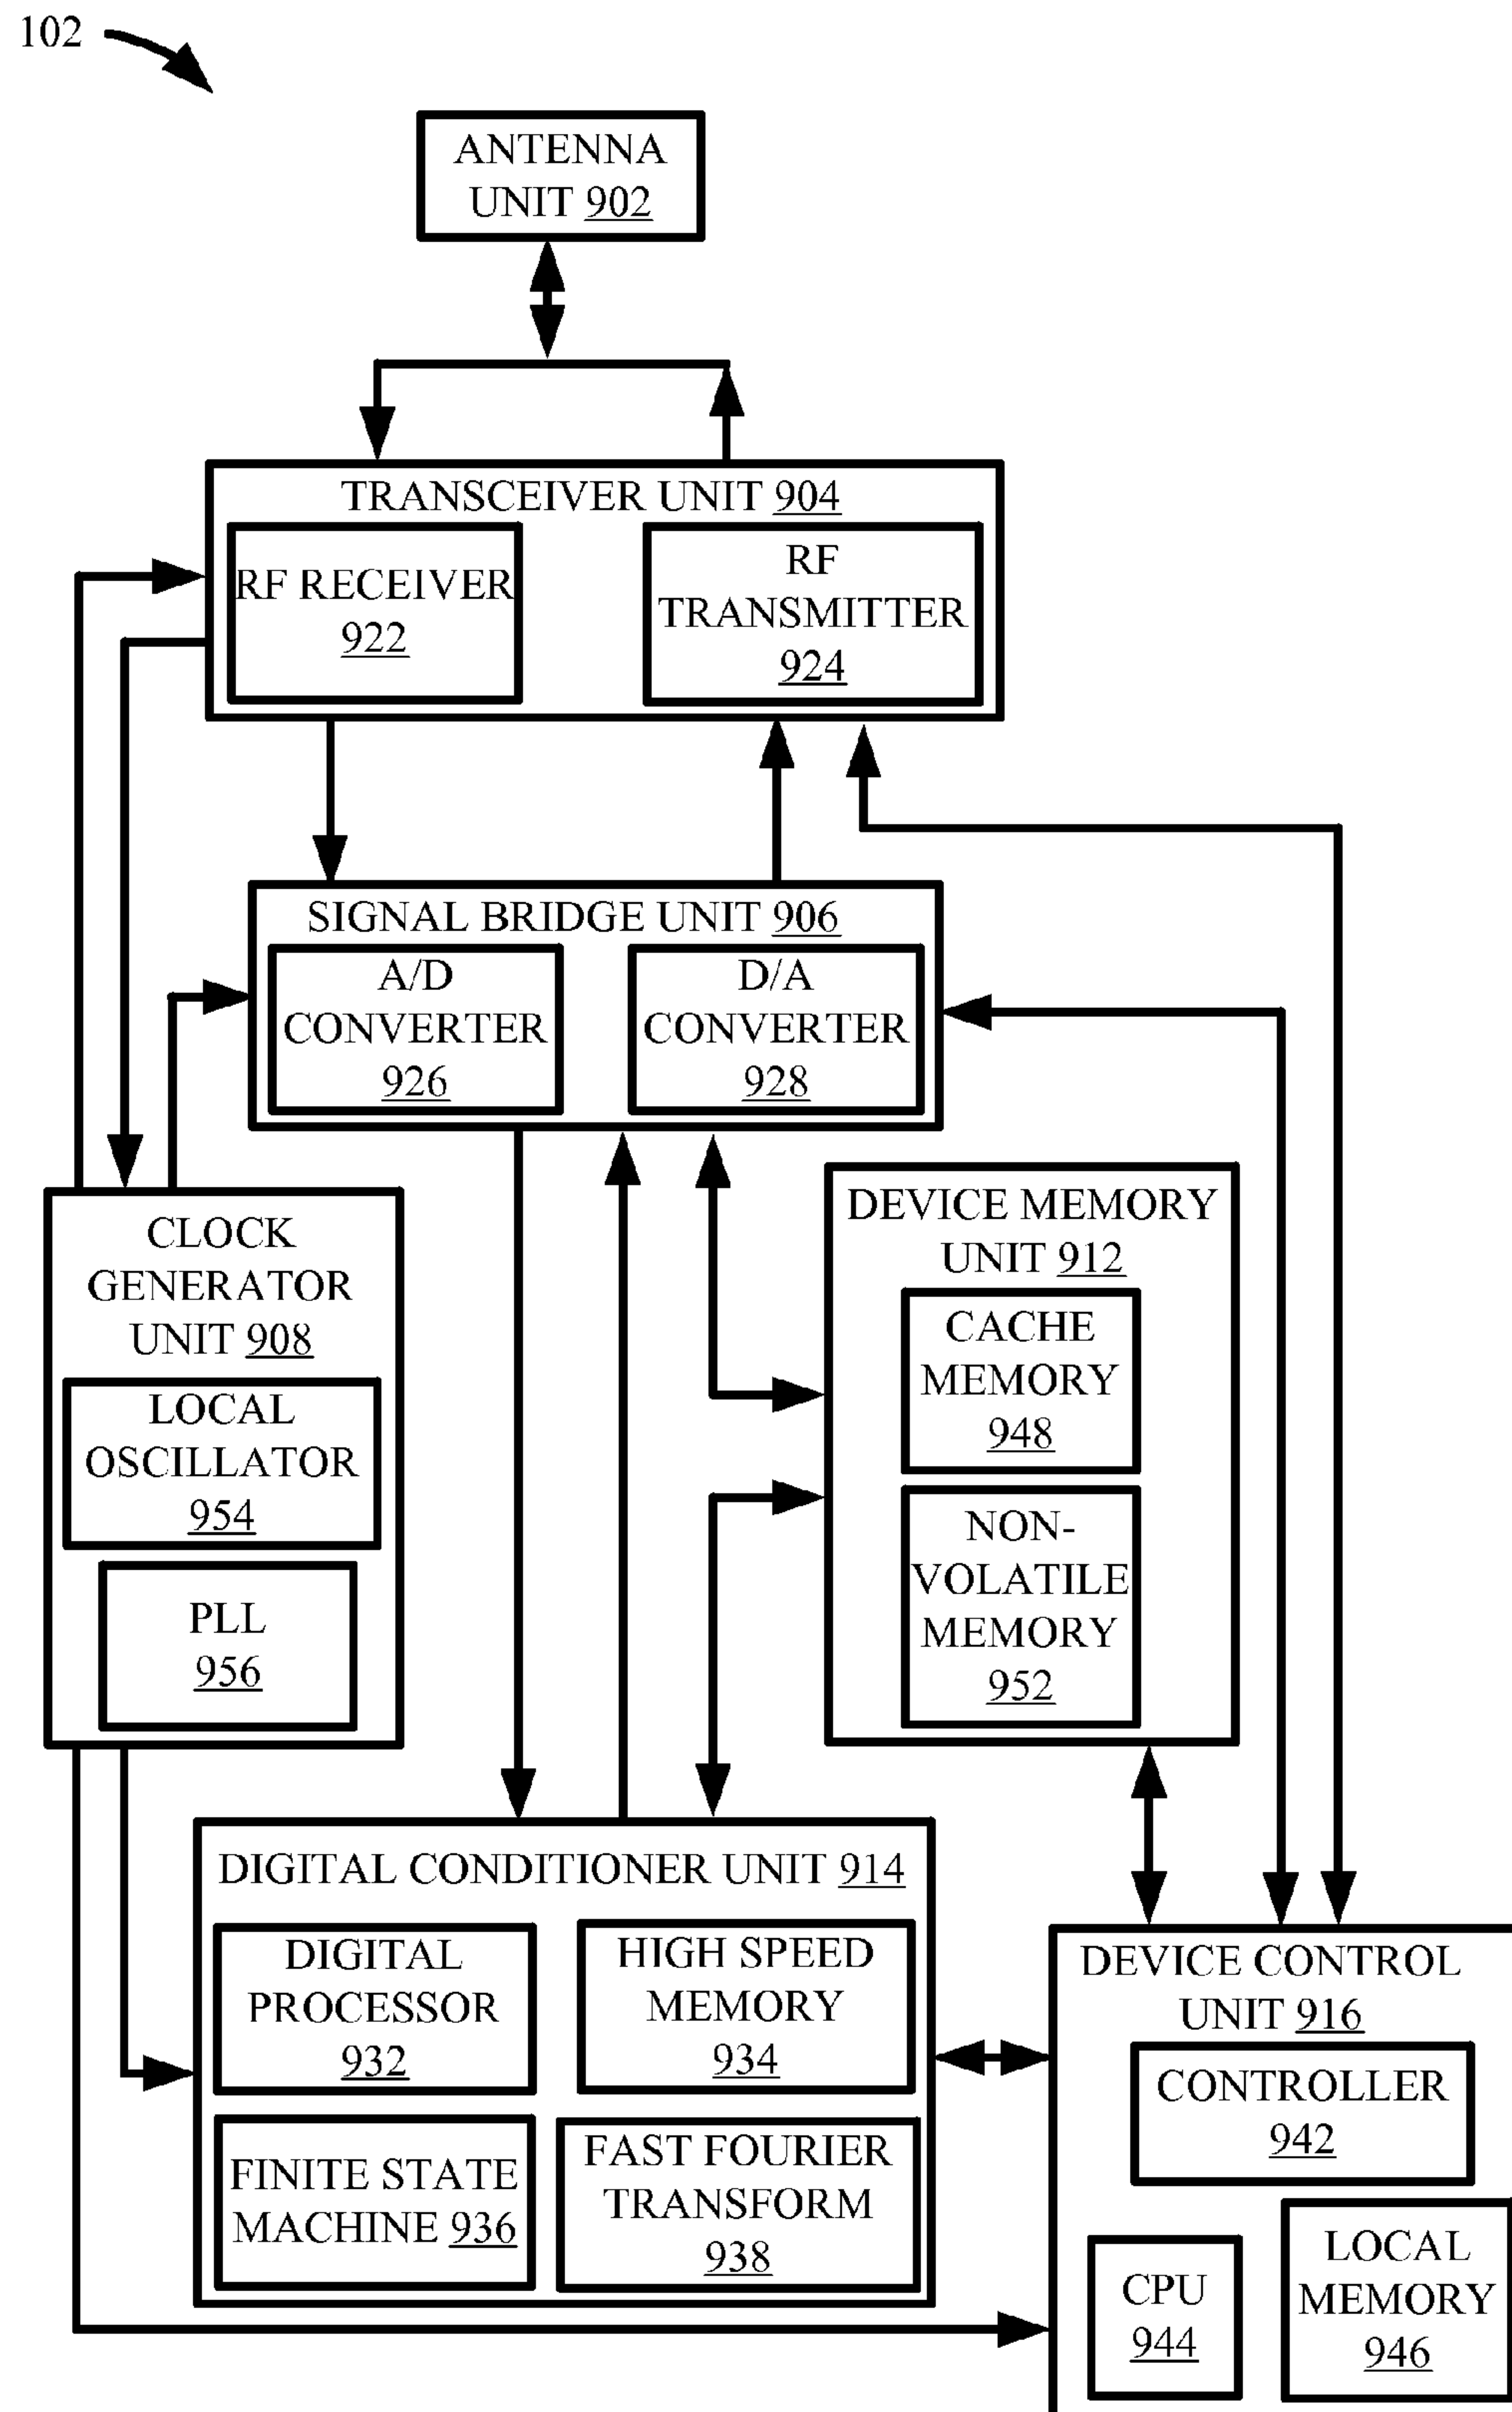 102
ANTENNA
UNIT 902
TRANSCEIVER UNIT 904
RF RECEIVER
922
RF
TRANSMITTER
924
SIGNAL BRIDGE UNIT 906
A/D
CONVERTER
926
D/A
CONVERTER
928
CLOCK
GENERATOR
UNIT 908
LOCAL
OSCILLATOR
954
PLL
956
DEVICE MEMORY
UNIT 912
CACHE
MEMORY
948
NON-
VOLATILE
MEMORY
952
DIGITAL CONDITIONER UNIT 914
DIGITAL
PROCESSOR
932
HIGH SPEED
MEMORY
934
FINITE STATE
MACHINE 936
FAST FOURIER
TRANSFORM
938
DEVICE CONTROL
UNIT 916
CONTROLLER
942
CPU
944
LOCAL
MEMORY
946